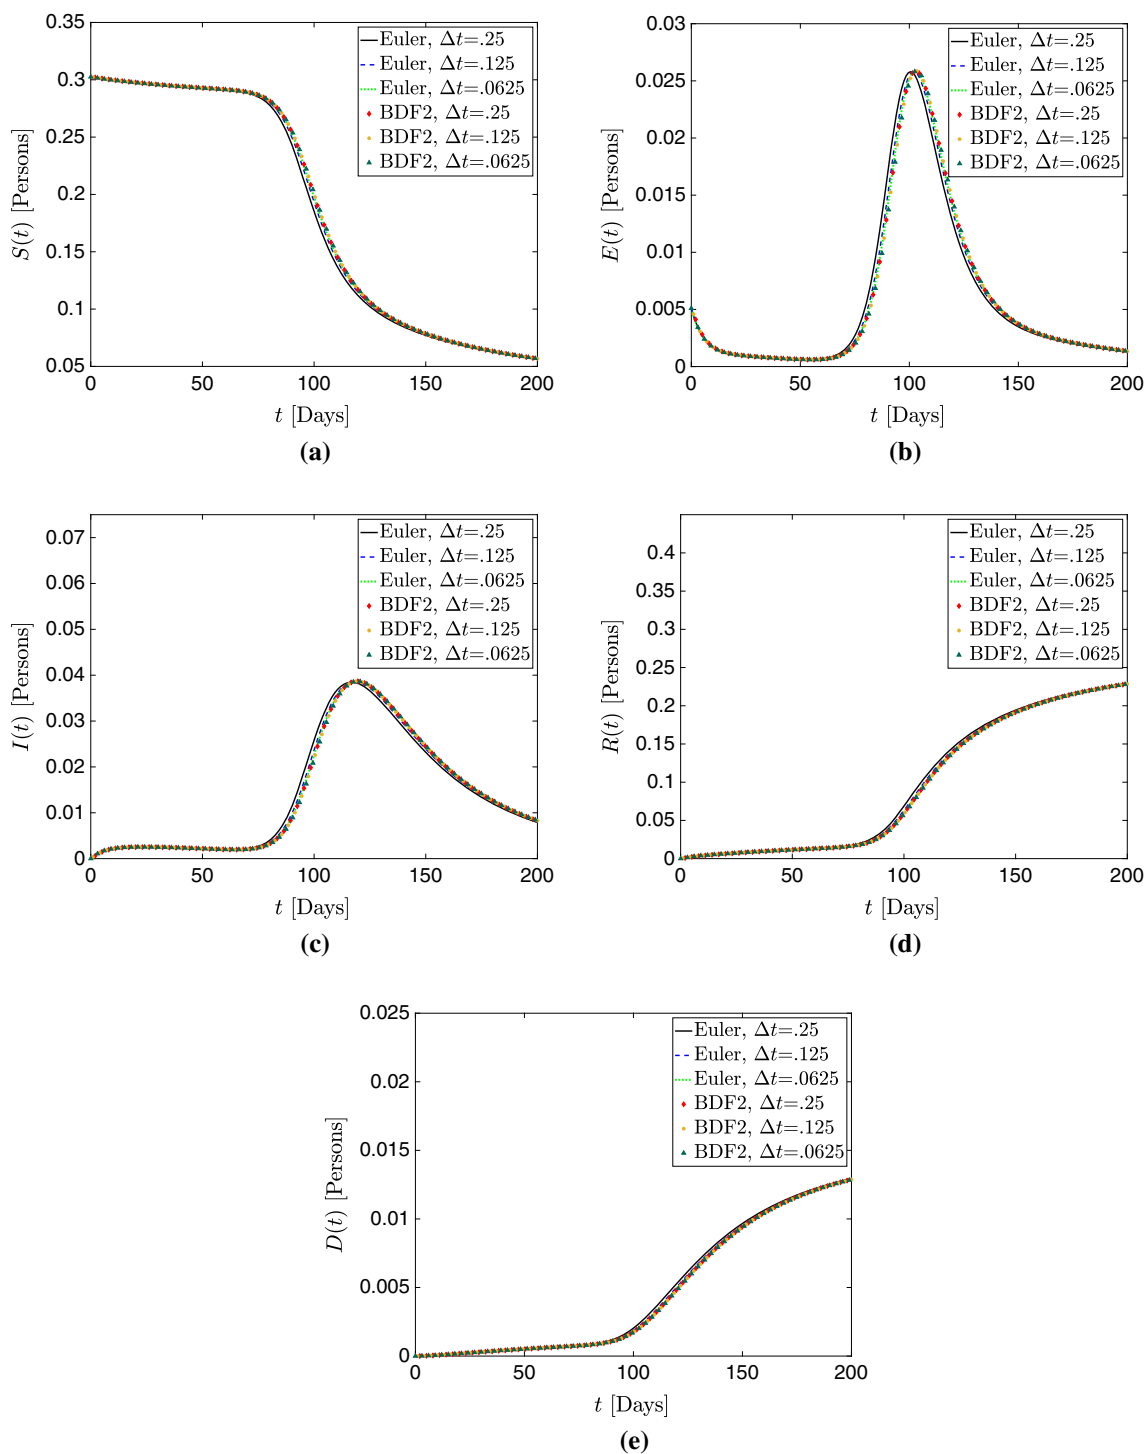 0.35
0.3
0.25
0.2
0.15
0.1
0.05
S(t) [Persons]
Euler, Δt=.25
Euler, Δt=.125
Euler, Δt=.0625
BDF2, Δt=.25
BDF2, Δt=.125
BDF2, Δt=.0625
0 50 100 150 200
t [Days]
(a)
0.03
0.025
0.02
0.015
0.01
0.005
0
E(t) [Persons]
Euler, Δt=.25
Euler, Δt=.125
Euler, Δt=.0625
BDF2, Δt=.25
BDF2, Δt=.125
BDF2, Δt=.0625
0 50 100 150 200
t [Days]
(b)
0.07
0.06
0.05
0.04
0.03
0.02
0.01
0
I(t) [Persons]
Euler, Δt=.25
Euler, Δt=.125
Euler, Δt=.0625
BDF2, Δt=.25
BDF2, Δt=.125
BDF2, Δt=.0625
0 50 100 150 200
t [Days]
(c)
0.4
0.35
0.3
0.25
0.2
0.15
0.1
0.05
0
R(t) [Persons]
Euler, Δt=.25
Euler, Δt=.125
Euler, Δt=.0625
BDF2, Δt=.25
BDF2, Δt=.125
BDF2, Δt=.0625
0 50 100 150 200
t [Days]
(d)
0.025
0.02
0.015
0.01
0.005
0
D(t) [Persons]
Euler, Δt=.25
Euler, Δt=.125
Euler, Δt=.0625
BDF2, Δt=.25
BDF2, Δt=.125
BDF2, Δt=.0625
0 50 100 150 200
t [Days]
(e)